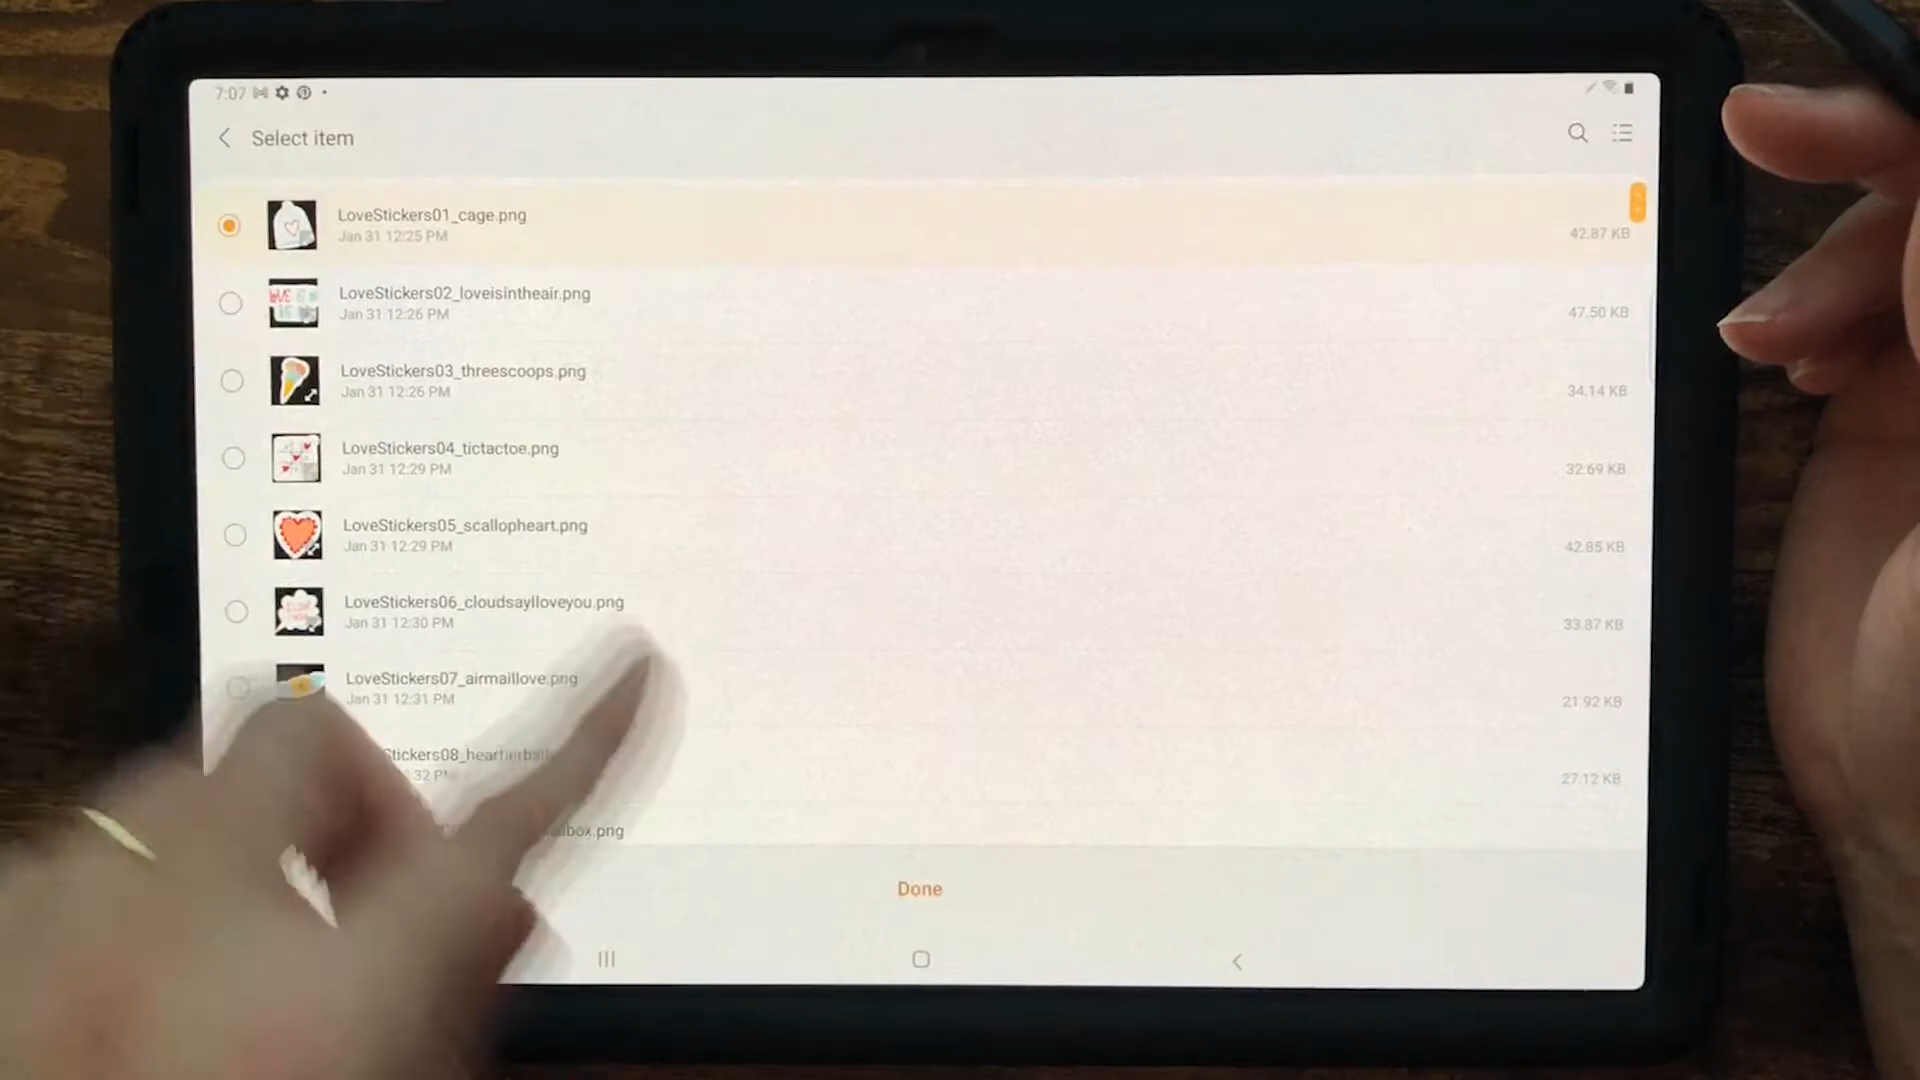 7:07
Select item
LoveStickers01_cage.png
Jan 31 12:25 PM
42.87 KB
LoveStickers02_loveisintheair.png
Jan 31 12:26 PM
47.50 KB
LoveStickers03_threescoops.png
Jan 31 12:26 PM
34.14 KB
LoveStickers04_tictactoe.png
Jan 31 12:29 PM
32.69 KB
LoveStickers05_scallopheart.png
Jan 31 12:29 PM
42.85 KB
LoveStickers06_cloudsaylloveyou.png
Jan 31 12:30 PM
33.87 KB
LoveStickers07_airmaillove.png
Jan 31 12:31 PM
21.92 KB
27.12 KB
Done